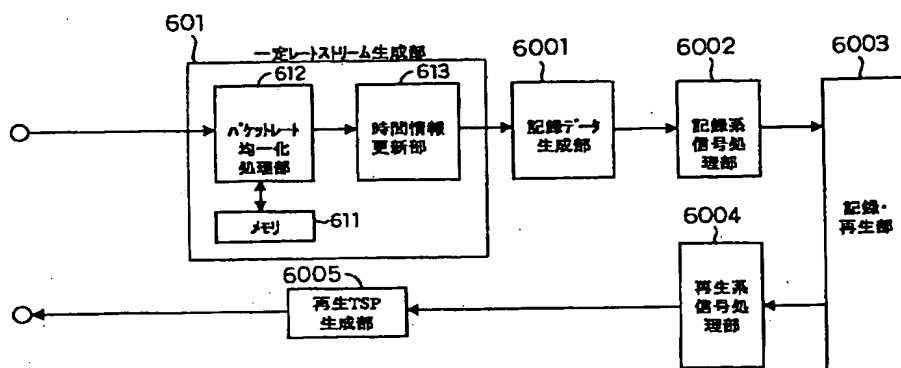 601
一定レートストリーム生成部
612
613
6001
6002
6003
パケットレート
均一化
処理部
時間情報
更新部
記録データ
生成部
記録系
信号処
理部
メモリ
611
記録・
再生部
6004
6005
再生TSP
生成部
再生系
信号処
理部